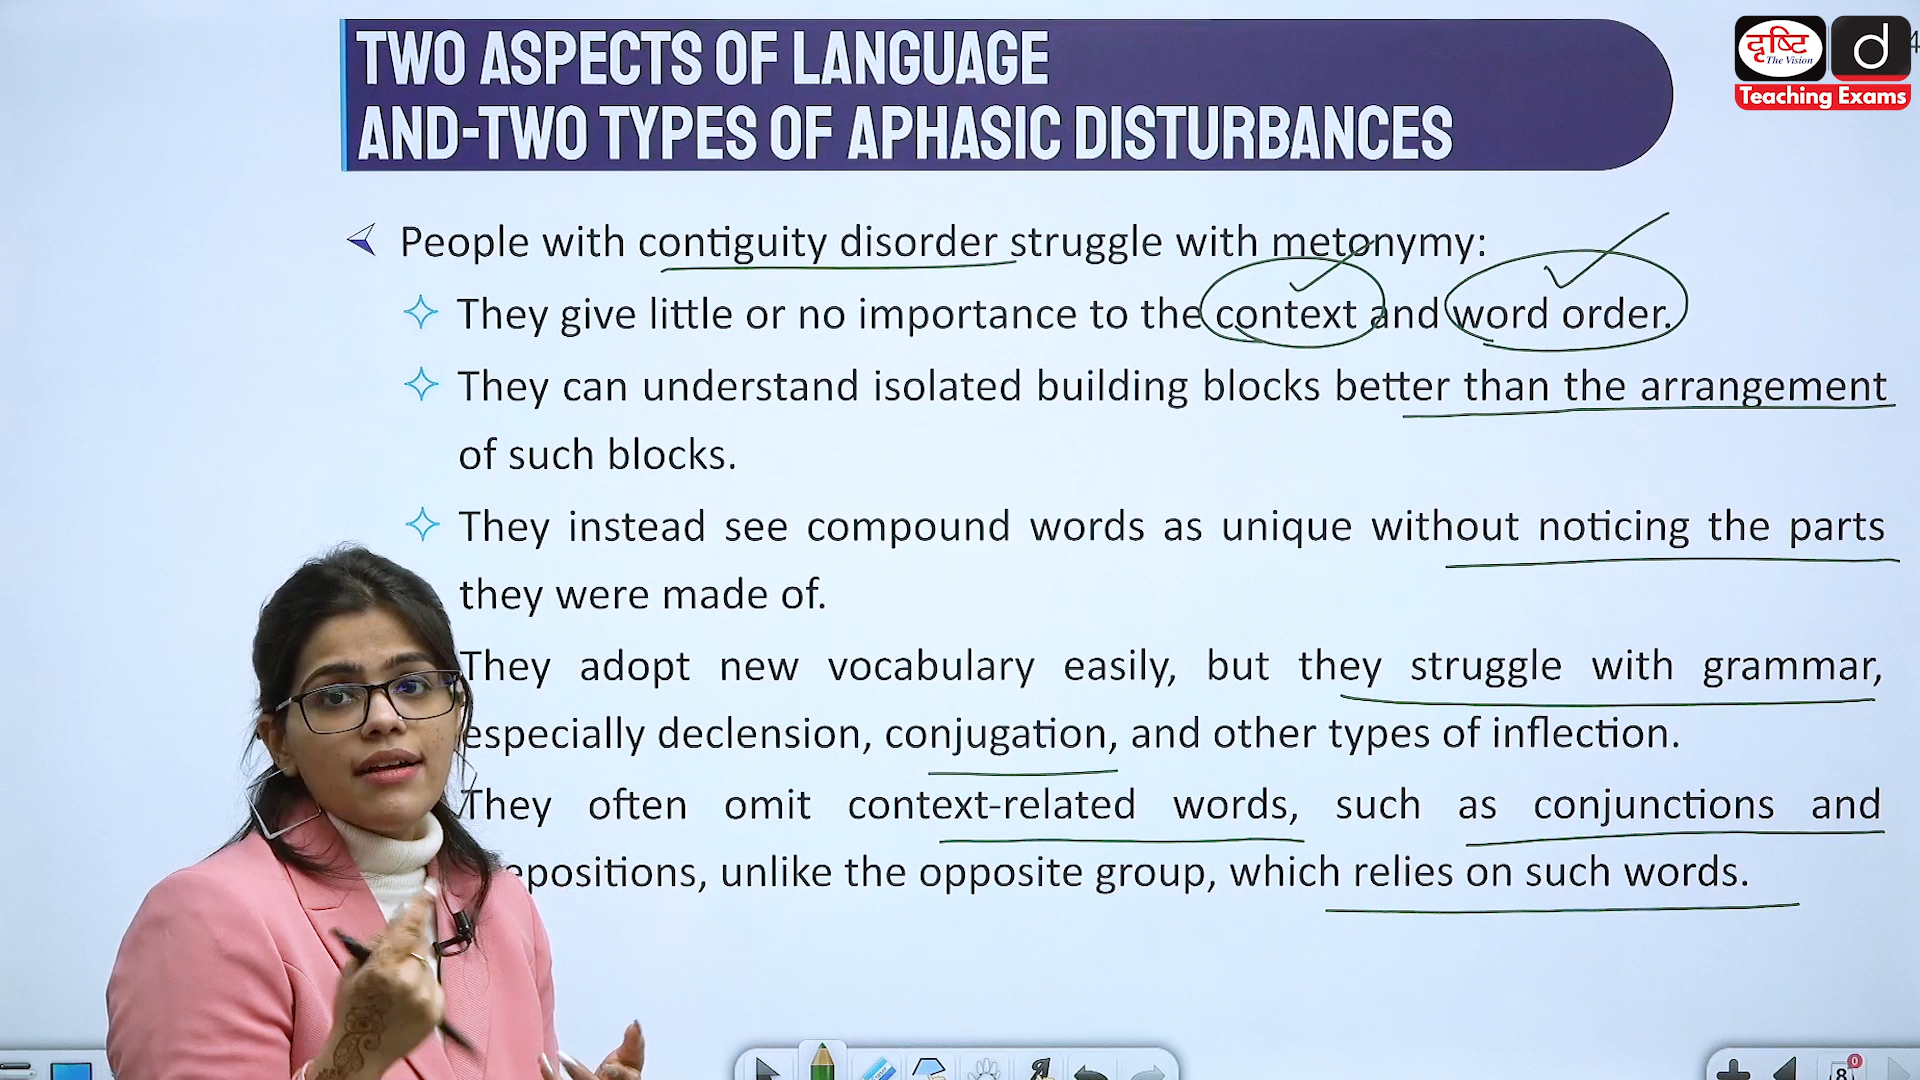 TWO ASPECTS OF LANGUAGE
AND-TWO TYPES OF APHASIC DISTURBANCES
दृष्टि
The Vision
d
4
Teaching Exams
People with contiguity disorder struggle with metonymy:
They give little or no importance to the context and word order.
They can understand isolated building blocks better than the arrangement
of such blocks.
They instead see compound words as unique without noticing the parts
they were made of.
They adopt new vocabulary easily, but they struggle with grammar,
especially declension, conjugation, and other types of inflection.
They often omit context-related words, such as conjunctions and
epositions, unlike the opposite group, which relies on such words.
8
0